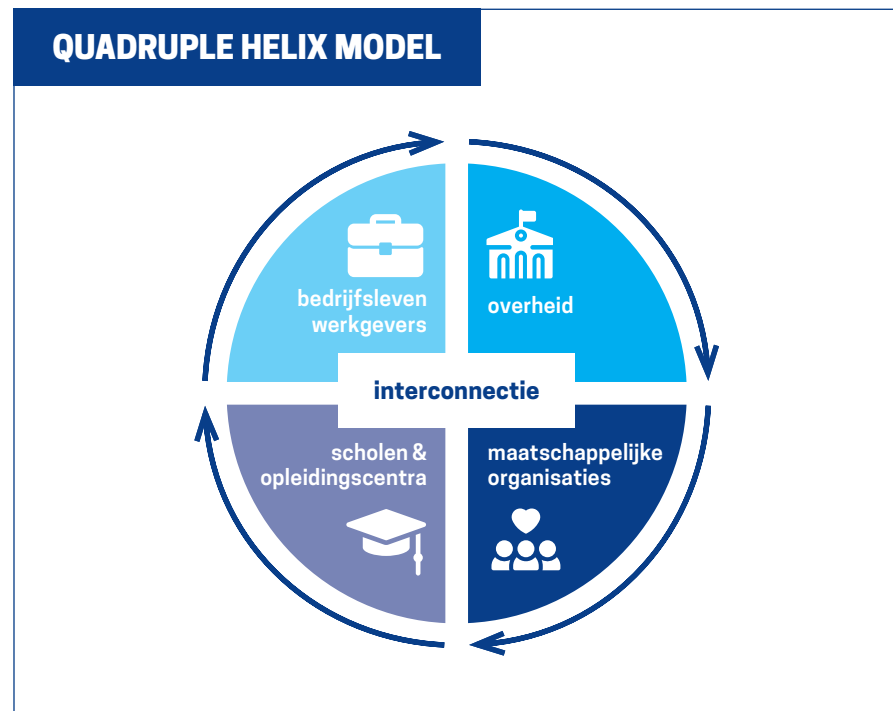 QUADRUPLE HELIX MODEL
bedrijfsleven
werkgevers
overheid
interconnectie
scholen &
opleidingscentra
maatschappelijke
organisaties